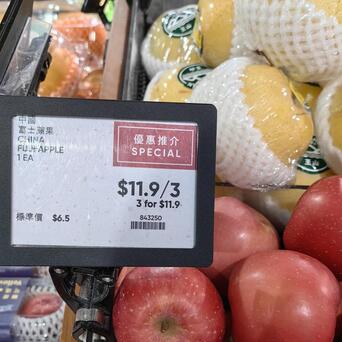 中國
富士蘋果
CHINA
FUJI APPLE
1 EA
優惠推介
SPECIAL
$11.9/3
3 for $11.9
標準價 $6.5
843250